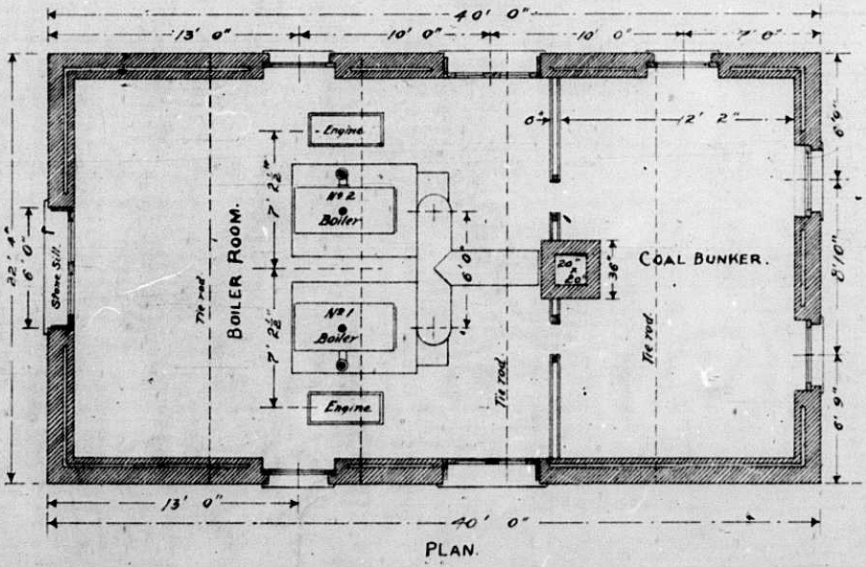 40' 0"
13' 0"
10' 0"
10' 0"
7' 0"
22' 4"
6' 0"
Stone Sill.
Tie rod
BOILER ROOM.
7' 2½"
7' 2½"
Engine
No 2
Boiler
No 1
Boiler
Engine
6' 0"
6"
12' 2"
20"
x
20"
36"
COAL BUNKER.
Tie rod
Tie rod.
6' 9"
8' 10"
6' 9"
13' 0"
40' 0"
PLAN.